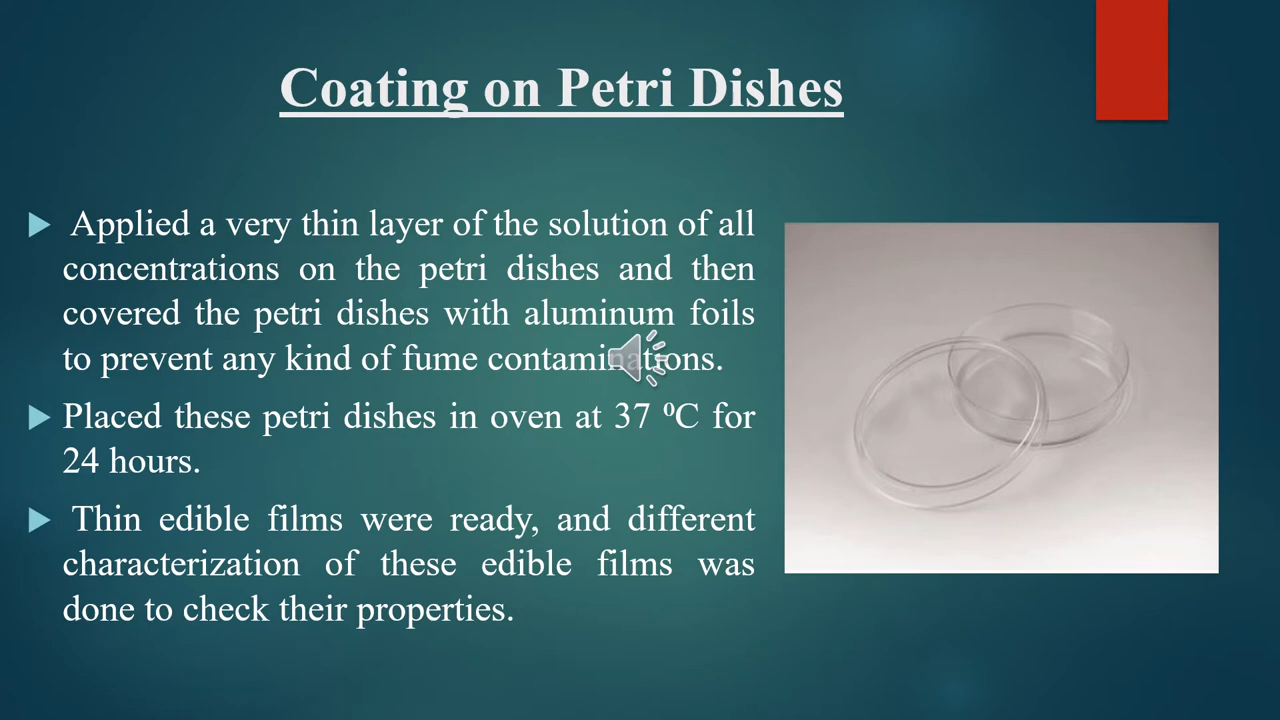 Coating on Petri Dishes
Applied a very thin layer of the solution of all
concentrations on the petri dishes and then
covered the petri dishes with aluminum foils
to prevent any kind of fume contaminations.
Placed these petri dishes in oven at 37 ⁰C for
24 hours.
Thin edible films were ready, and different
characterization of these edible films was
done to check their properties.